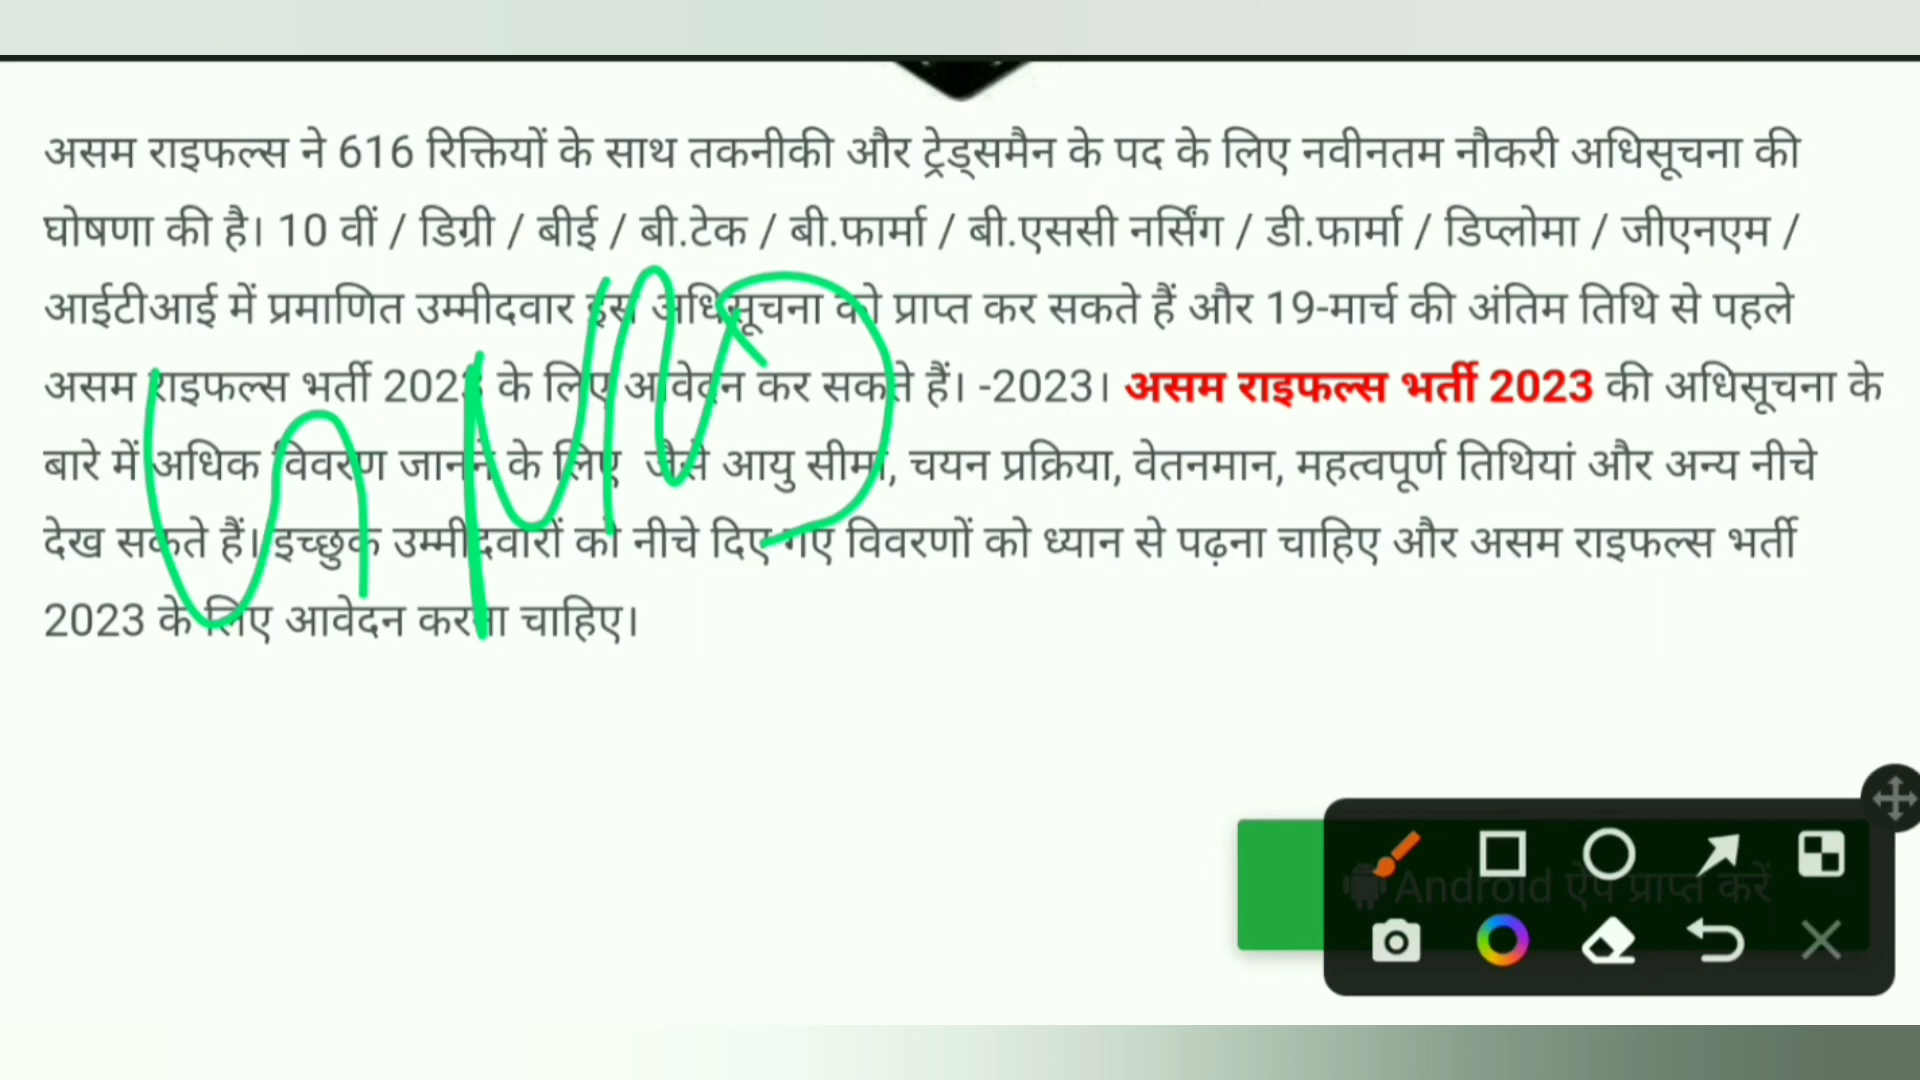 असम राइफल्स ने 616 रिक्तियों के साथ तकनीकी और ट्रेड्समैन के पद के लिए नवीनतम नौकरी अधिसूचना की
घोषणा की है। 10 वीं / डिग्री / बीई / बी.टेक / बी.फार्मा / बी.एससी नर्सिंग / डी.फार्मा / डिप्लोमा / जीएनएम /
आईटीआई में प्रमाणित उम्मीदवार इस अधिसूचना को प्राप्त कर सकते हैं और 19-मार्च की अंतिम तिथि से पहले
असम राइफल्स भर्ती 2023 के लिए आवेदन कर सकते हैं। -2023। असम राइफल्स भर्ती 2023 की अधिसूचना के
बारे में अधिक विवरण जानने के लिए जैसे आयु सीमा, चयन प्रक्रिया, वेतनमान, महत्वपूर्ण तिथियां और अन्य नीचे
देख सकते हैं। इच्छुक उम्मीदवारों को नीचे दिए गए विवरणों को ध्यान से पढ़ना चाहिए और असम राइफल्स भर्ती
2023 के लिए आवेदन करना चाहिए।
Android ऐप प्राप्त करें